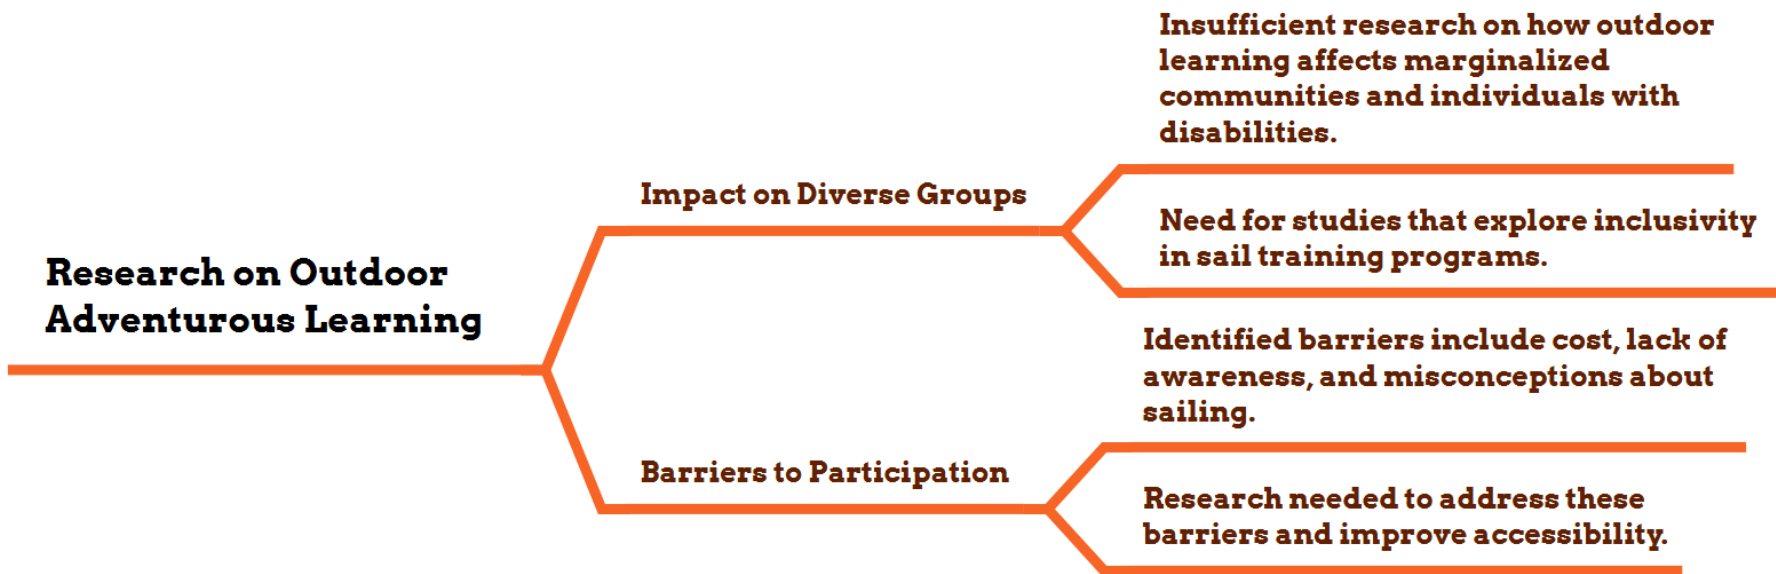 Research on Outdoor
Adventurous Learning
Impact on Diverse Groups
Insufficient research on how outdoor
learning affects marginalized
communities and individuals with
disabilities.
Need for studies that explore inclusivity
in sail training programs.
Barriers to Participation
Identified barriers include cost, lack of
awareness, and misconceptions about
sailing.
Research needed to address these
barriers and improve accessibility.